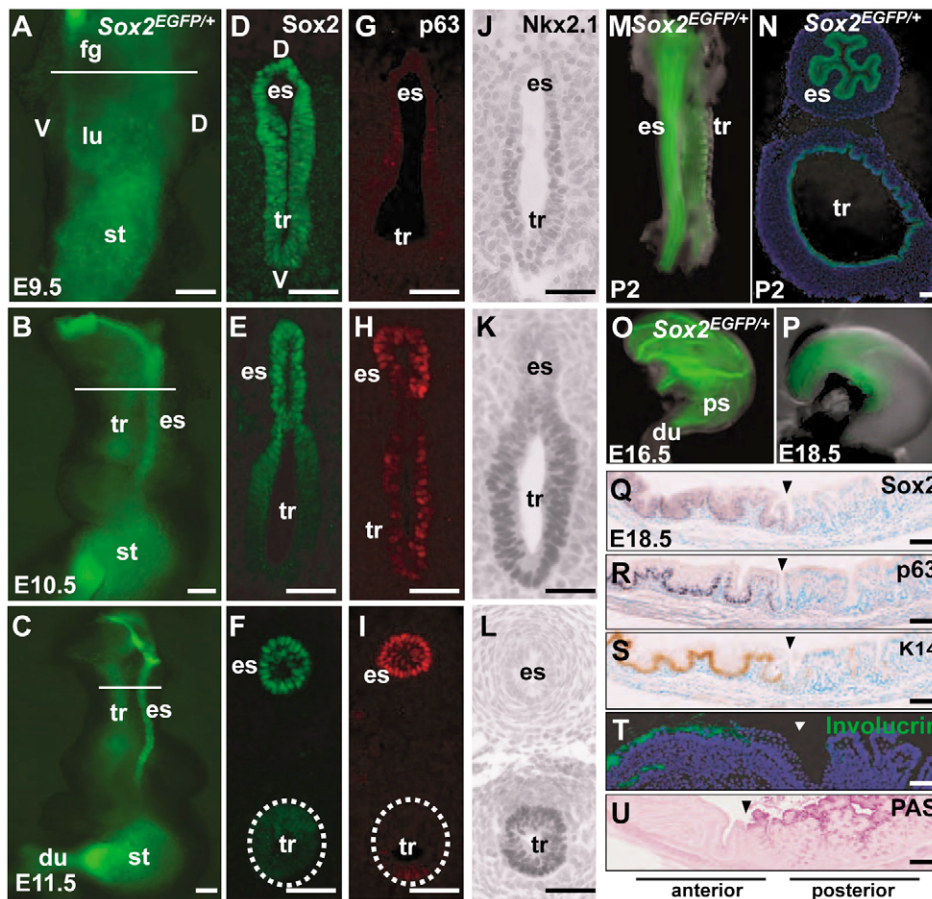 A Sox2EGFP/+
fg
V
lu
D
st
E9.5
B
tr
es
st
E10.5
C
tr
es
du
st
E11.5
D Sox2
D
es
tr
V
E
es
tr
F
es
tr
G p63
es
tr
H
es
tr
I
es
tr
J Nkx2.1
es
tr
K
es
tr
L
es
tr
M Sox2EGFP/+
es
tr
P2
N
es
tr
P2
O Sox2EGFP/+
ps
du
E16.5
P
E18.5
Q Sox2
E18.5
R p63
S K14
T Involucrin
U PAS
anterior posterior